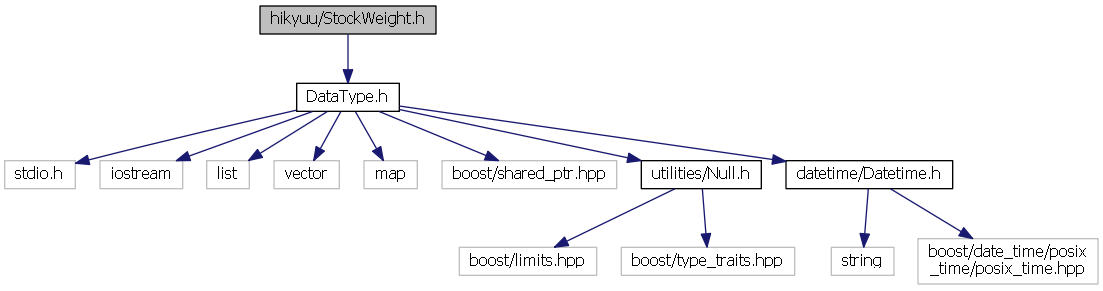 hikyuu/StockWeight.h
DataType.h
stdio.h
iostream
list
vector
map
boost/shared_ptr.hpp
utilities/Null.h
datetime/Datetime.h
boost/limits.hpp
boost/type_traits.hpp
string
boost/date_time/posix
_time/posix_time.hpp